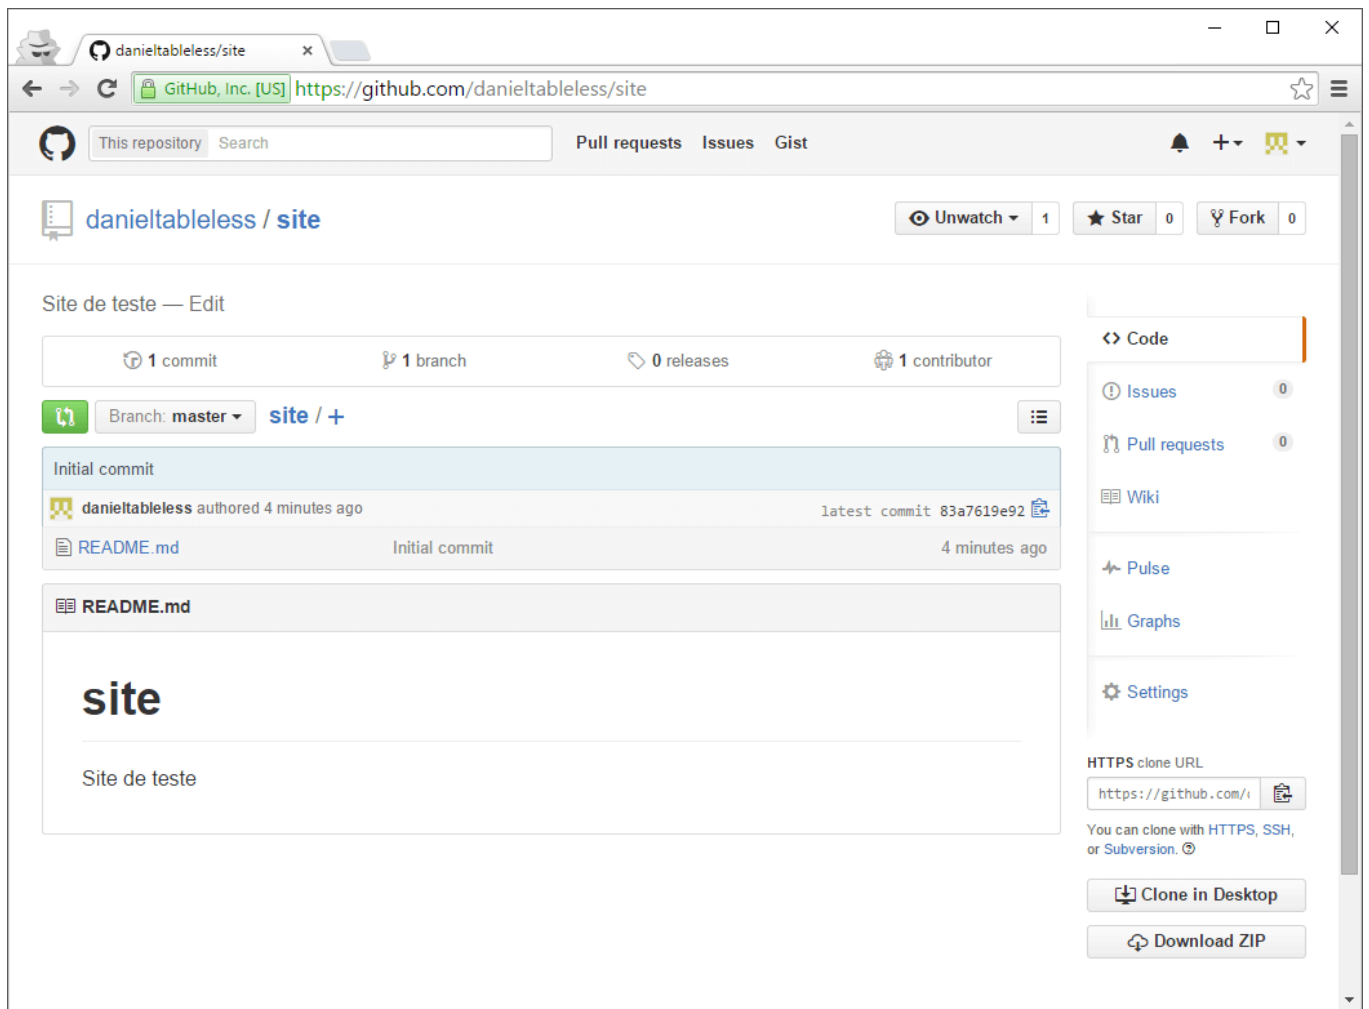 danieltableless/site
GitHub, Inc. [US] https://github.com/danieltableless/site
This repository Search Pull requests Issues Gist
danieltableless / site Unwatch 1 Star 0 Fork 0
Site de teste — Edit
1 commit 1 branch 0 releases 1 contributor
Branch: master site / +
Initial commit
danieltableless authored 4 minutes ago latest commit 83a7619e92
README.md Initial commit 4 minutes ago
README.md
site
Site de teste
Code
Issues 0
Pull requests 0
Wiki
Pulse
Graphs
Settings
HTTPS clone URL
https://github.com/
You can clone with HTTPS, SSH,
or Subversion.
Clone in Desktop
Download ZIP